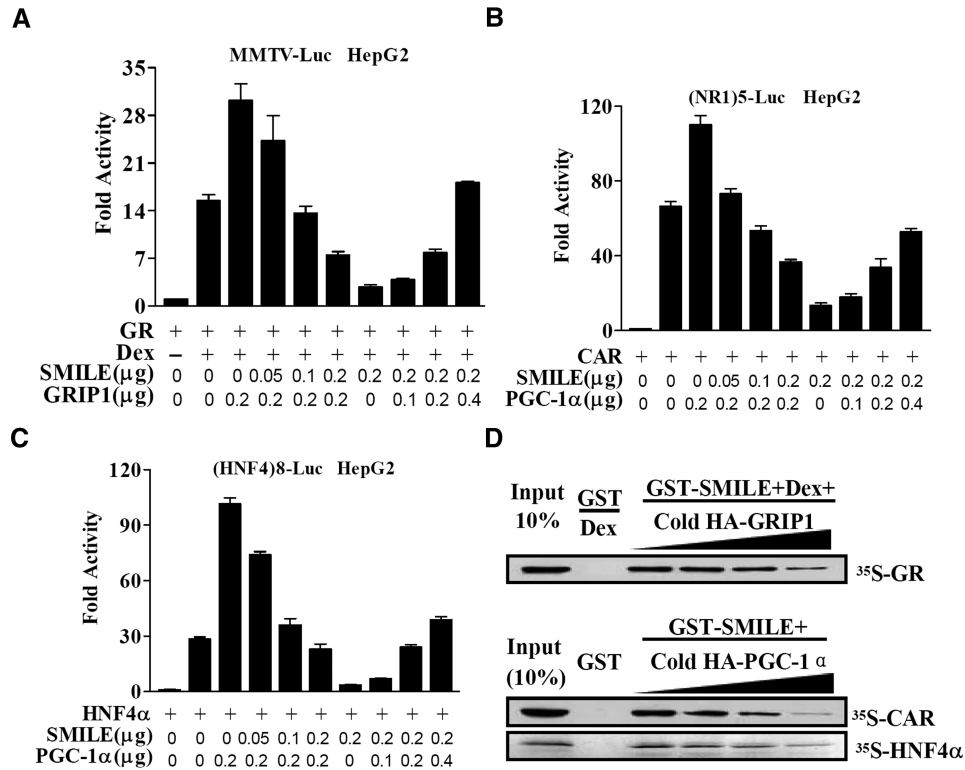 A
MMTV-Luc HepG2
Fold Activity
35
28
21
14
7
0
GR + + + + + + + + + +
Dex − + + + + + + + + +
SMILE(μg) 0 0 0 0.05 0.1 0.2 0.2 0.2 0.2 0.2
GRIP1(μg) 0 0 0.2 0.2 0.2 0.2 0 0.1 0.2 0.4
B
(NR1)5-Luc HepG2
Fold Activity
120
80
40
0
CAR + + + + + + + + + +
SMILE(μg) 0 0 0 0.05 0.1 0.2 0.2 0.2 0.2 0.2
PGC-1α(μg) 0 0 0.2 0.2 0.2 0.2 0 0.1 0.2 0.4
C
(HNF4)8-Luc HepG2
Fold Activity
120
90
60
30
0
HNF4α + + + + + + + + + +
SMILE(μg) 0 0 0 0.05 0.1 0.2 0.2 0.2 0.2 0.2
PGC-1α(μg) 0 0 0.2 0.2 0.2 0.2 0 0.1 0.2 0.4
D
Input
10%
GST
Dex
GST-SMILE+Dex+
Cold HA-GRIP1
35S-GR
Input
(10%)
GST
GST-SMILE+
Cold HA-PGC-1 α
35S-CAR
35S-HNF4α